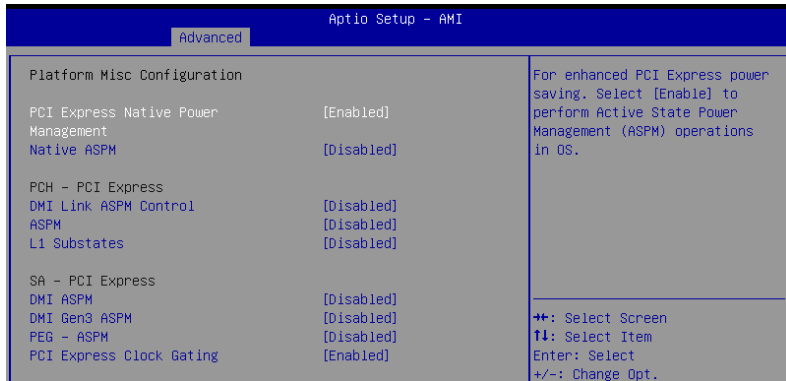 Aptio Setup - AMI
Advanced
Platform Misc Configuration
PCI Express Native Power Management [Enabled]
Native ASPM [Disabled]
PCH - PCI Express
DMI Link ASPM Control [Disabled]
ASPM [Disabled]
L1 Substates [Disabled]
SA - PCI Express
DMI ASPM [Disabled]
DMI Gen3 ASPM [Disabled]
PEG - ASPM [Disabled]
PCI Express Clock Gating [Enabled]
For enhanced PCI Express power
saving. Select [Enable] to
perform Active State Power
Management (ASPM) operations
in OS.
→←: Select Screen
↑↓: Select Item
Enter: Select
+/-: Change Opt.